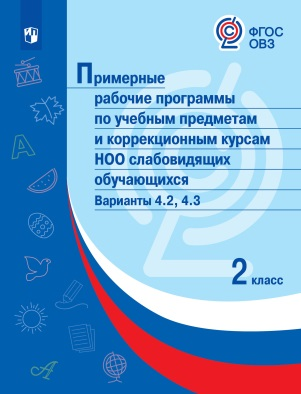 ФГОС
ОВЗ
Примерные
рабочие программы
по учебным предметам
и коррекционным курсам
НОО слабовидящих
обучающихся
Варианты 4.2, 4.3
2 класс
А
А